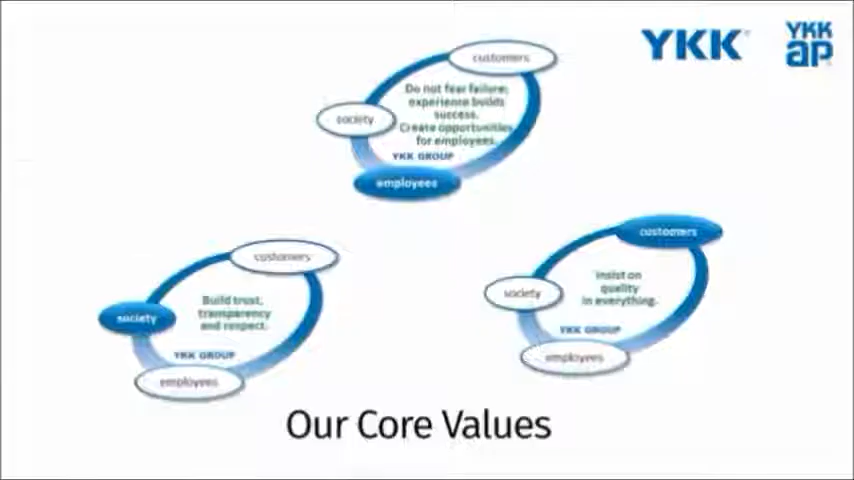 YKK
YKK
ap
customers
Do not fear failure;
experience builds
success.
Create opportunities
for employees.
society
YKK GROUP
employees
customers
Build trust,
transparency
and respect.
society
YKK GROUP
employees
customers
Insist on
quality
in everything.
society
YKK GROUP
employees
Our Core Values